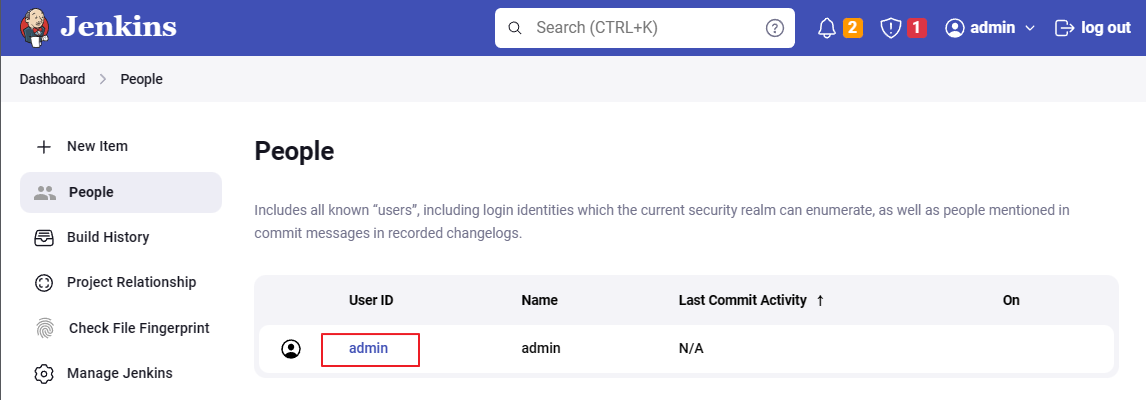 Jenkins
Search (CTRL+K)
2
1
admin
log out
Dashboard
People
New Item
People
Build History
Project Relationship
Check File Fingerprint
Manage Jenkins
People
Includes all known “users”, including login identities which the current security realm can enumerate, as well as people mentioned in
commit messages in recorded changelogs.
User ID Name Last Commit Activity ↑ On
admin admin N/A